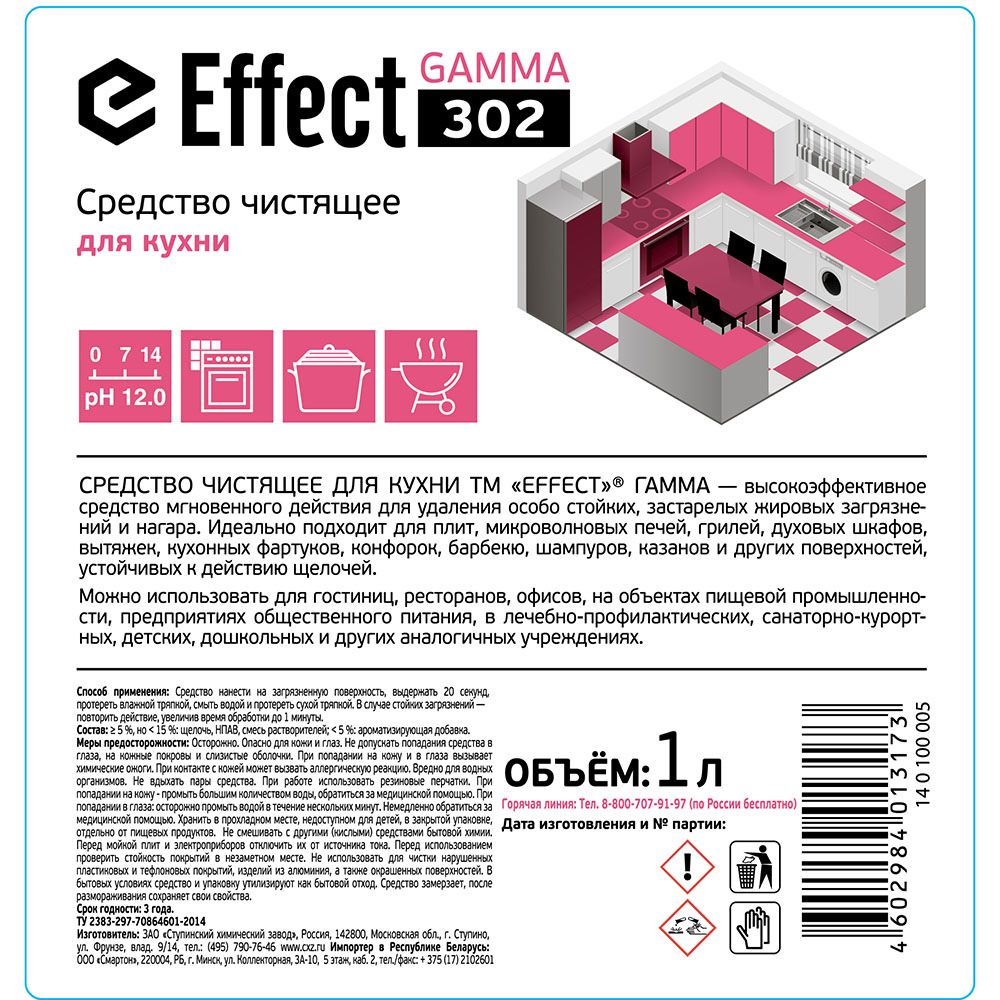 Effect GAMMA
302
Средство чистящее
для кухни
0 7 14
pH 12.0
СРЕДСТВО ЧИСТЯЩЕЕ ДЛЯ КУХНИ ТМ «EFFECT»® ГАММА — высокоэффективное
средство мгновенного действия для удаления особо стойких, застарелых жировых загрязне-
ний и нагара. Идеально подходит для плит, микроволновых печей, грилей, духовых шкафов,
вытяжек, кухонных фартуков, конфорок, барбекю, шампуров, казанов и других поверхностей,
устойчивых к действию щелочей.
Можно использовать для гостиниц, ресторанов, офисов, на объектах пищевой промышленно-
сти, предприятиях общественного питания, в лечебно-профилактических, санаторно-курорт-
ных, детских, дошкольных и других аналогичных учреждениях.
Способ применения: Средство нанести на загрязненную поверхность, выдержать 20 секунд,
протереть влажной тряпкой, смыть водой и протереть сухой тряпкой. В случае стойких загрязнений —
повторить действие, увеличив время обработки до 1 минуты.
Состав: ≥ 5 %, но < 15 %: щелочь, НПАВ, смесь растворителей; < 5 %: ароматизирующая добавка.
Меры предосторожности: Осторожно. Опасно для кожи и глаз. Не допускать попадания средства в
глаза, на кожные покровы и слизистые оболочки. При попадании на кожу и в глаза вызывает
химические ожоги. При контакте с кожей может вызвать аллергическую реакцию. Вредно для водных
организмов. Не вдыхать пары средства. При работе использовать резиновые перчатки. При
попадании на кожу - промыть большим количеством воды, обратиться за медицинской помощью. При
попадании в глаза: осторожно промыть водой в течение нескольких минут. Немедленно обратиться за
медицинской помощью. Хранить в прохладном месте, недоступном для детей, в закрытой упаковке,
отдельно от пищевых продуктов. Не смешивать с другими (кислыми) средствами бытовой химии.
Перед мойкой плит и электроприборов отключить их от источника тока. Перед использованием
проверить стойкость покрытий в незаметном месте. Не использовать для чистки нарушенных
пластиковых и тефлоновых покрытий, изделий из алюминия, а также окрашенных поверхностей. В
бытовых условиях средство и упаковку утилизируют как бытовой отход. Средство замерзает, после
размораживания сохраняет свои свойства.
Срок годности: 3 года.
ТУ 2383-297-70864601-2014
Изготовитель: ЗАО «Ступинский химический завод», Россия, 142800, Московская обл., г. Ступино,
ул. Фрунзе, влад. 9/14, тел.: (495) 790-76-46 www.cxz.ru Импортер в Республике Беларусь:
ООО «Смартон», 220004, РБ, г. Минск, ул. Коллекторная, 3А-10, 5 этаж, каб. 2, тел./факс: + 375 (17) 2102601
ОБЪЁМ: 1 л
Горячая линия: Тел. 8-800-707-91-97 (по России бесплатно)
Дата изготовления и № партии:
4 602984 013173
14 0 100 005